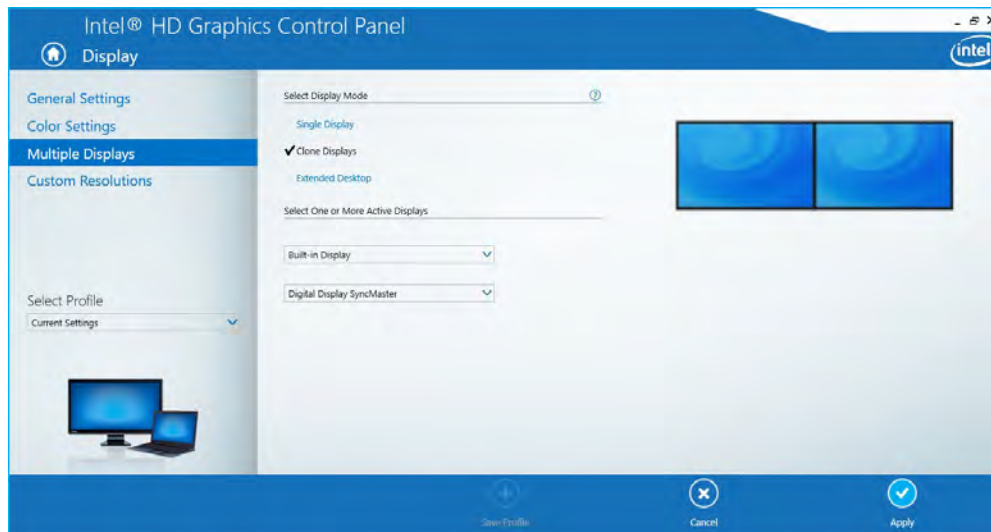 Intel® HD Graphics Control Panel
Display
intel
General Settings
Color Settings
Multiple Displays
Custom Resolutions
Select Profile
Current Settings
Select Display Mode
Single Display
Clone Displays
Extended Desktop
Select One or More Active Displays
Built-in Display
Digital Display SyncMaster
Save Profile
Cancel
Apply